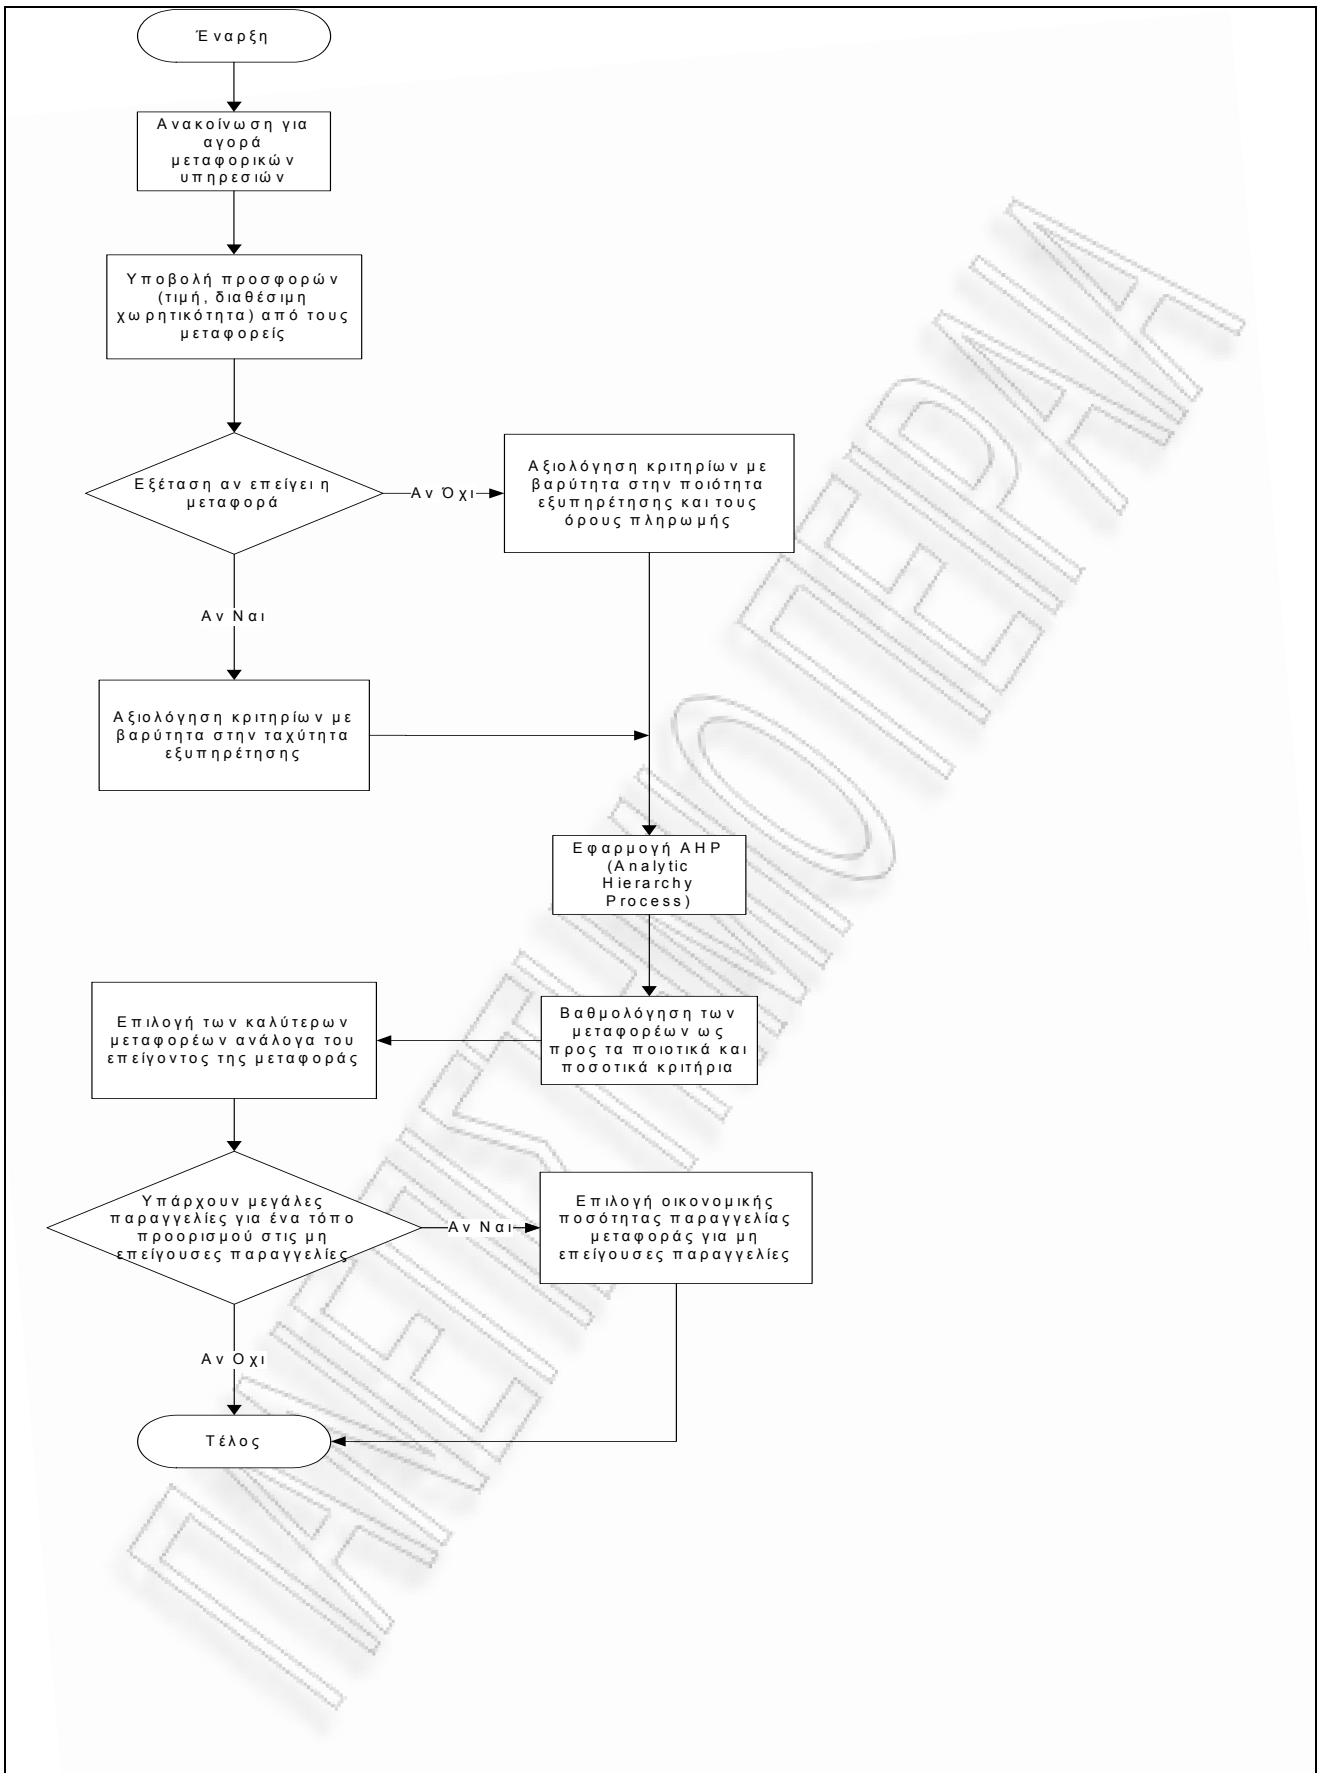 Έναρξη
Ανακοίνωση για
αγορά
μεταφορικών
υπηρεσιών
Υποβολή προσφορών
(τιμή, διαθέσιμη
χωρητικότητα) από τους
μεταφορείς
Εξέταση αν επείγει η
μεταφορά
Αν Όχι
Αξιολόγηση κριτηρίων με
βαρύτητα στην ποιότητα
εξυπηρέτησης και τους
όρους πληρωμής
Αν Ναι
Αξιολόγηση κριτηρίων με
βαρύτητα στην ταχύτητα
εξυπηρέτησης
Εφαρμογή AHP
(Analytic
Hierarchy
Process)
Βαθμολόγηση των
μεταφορέων ως
προς τα ποιοτικά και
ποσοτικά κριτήρια
Επιλογή των καλύτερων
μεταφορέων ανάλογα του
επείγοντος της μεταφοράς
Υπάρχουν μεγάλες
παραγγελίες για ένα τόπο
προορισμού στις μη
επείγουσες παραγγελίες
Αν Ναι
Επιλογή οικονομικής
ποσότητας παραγγελίας
μεταφοράς για μη
επείγουσες παραγγελίες
Αν Οχι
Τέλος
ΠΑΝΕΠΙΣΤΗΜΙΟ ΠΕΙΡΑΙΑ